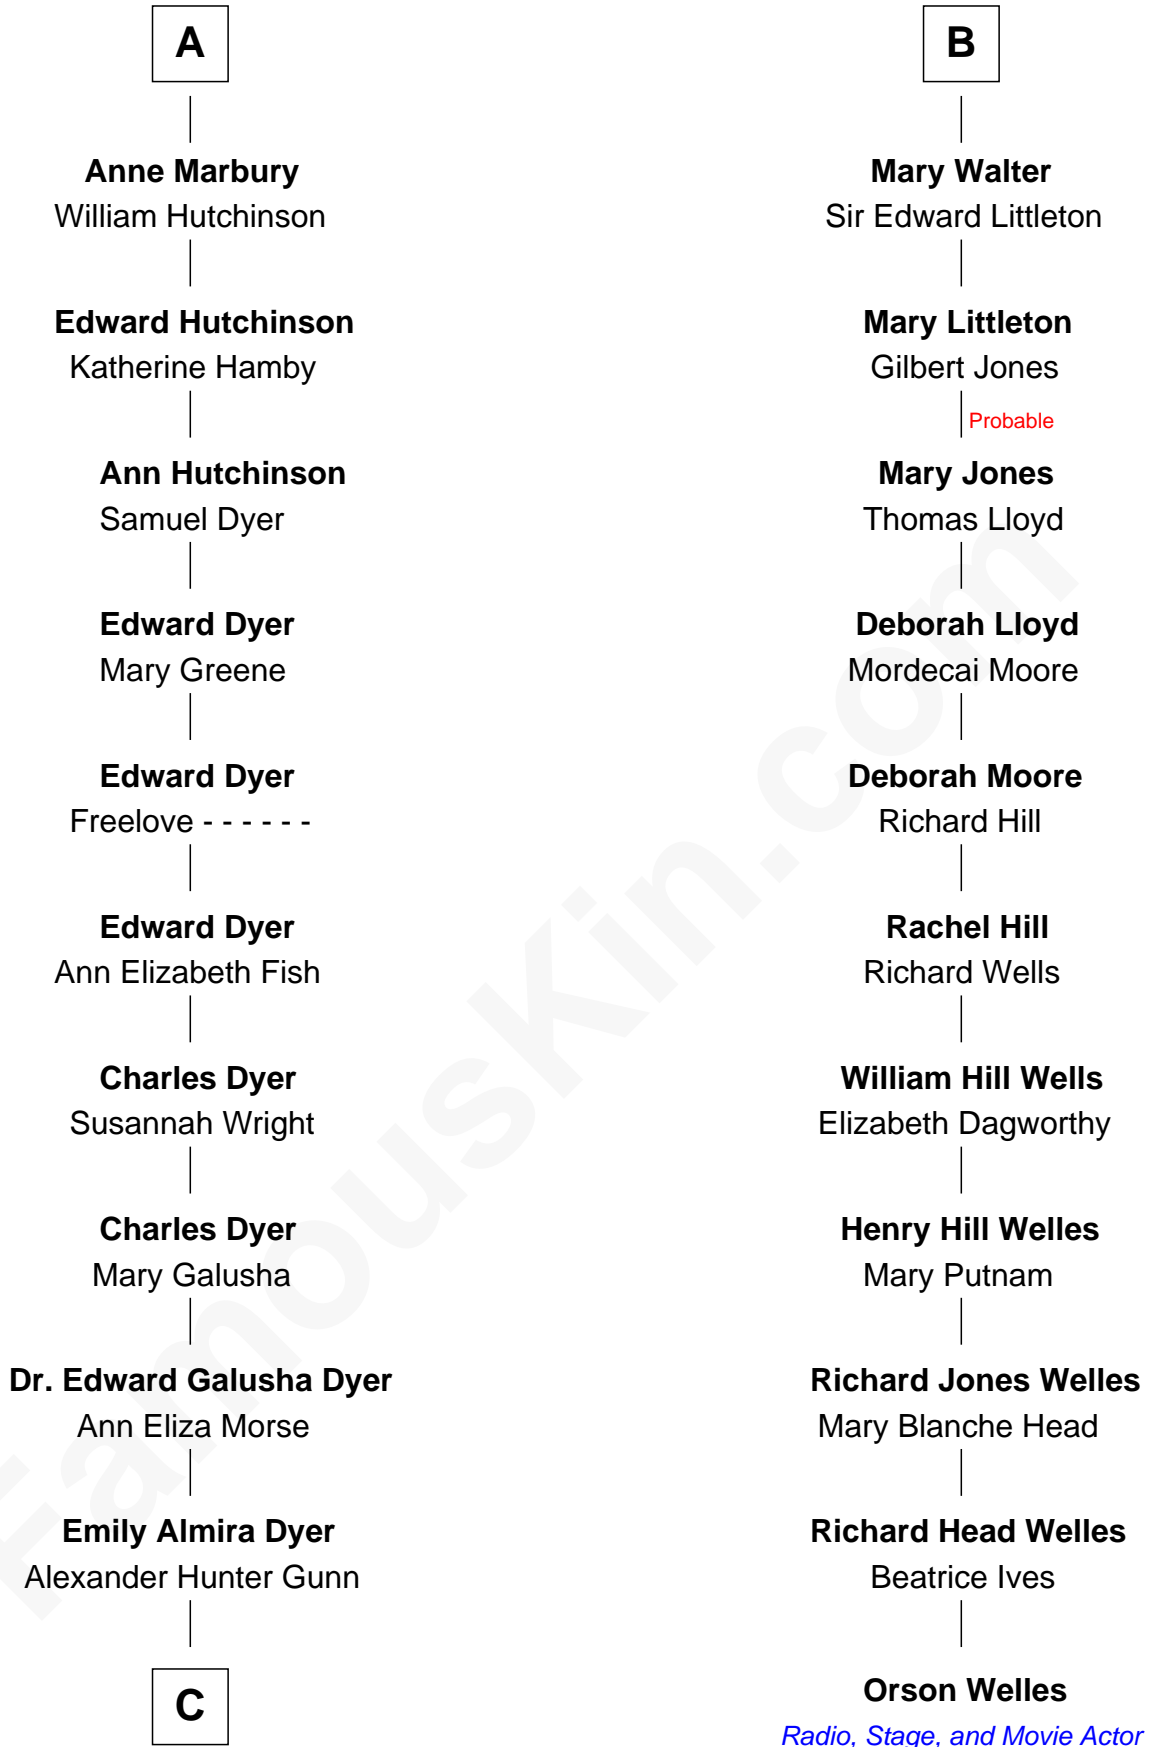 A
Anne Marbury
William Hutchinson
Edward Hutchinson
Katherine Hamby
Ann Hutchinson
Samuel Dyer
Edward Dyer
Mary Greene
Edward Dyer
Freelove - - - - - -
Edward Dyer
Ann Elizabeth Fish
Charles Dyer
Susannah Wright
Charles Dyer
Mary Galusha
Dr. Edward Galusha Dyer
Ann Eliza Morse
Emily Almira Dyer
Alexander Hunter Gunn
C
B
Mary Walter
Sir Edward Littleton
Mary Littleton
Gilbert Jones
Probable
Mary Jones
Thomas Lloyd
Deborah Lloyd
Mordecai Moore
Deborah Moore
Richard Hill
Rachel Hill
Richard Wells
William Hill Wells
Elizabeth Dagworthy
Henry Hill Welles
Mary Putnam
Richard Jones Welles
Mary Blanche Head
Richard Head Welles
Beatrice Ives
Orson Welles
Radio, Stage, and Movie Actor
FamousKin.com